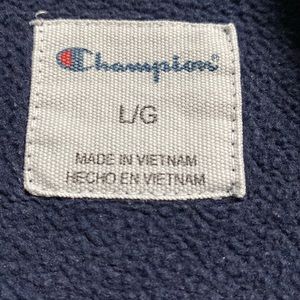 Champion
L/G
MADE IN VIETNAM
HECHO EN VIETNAM